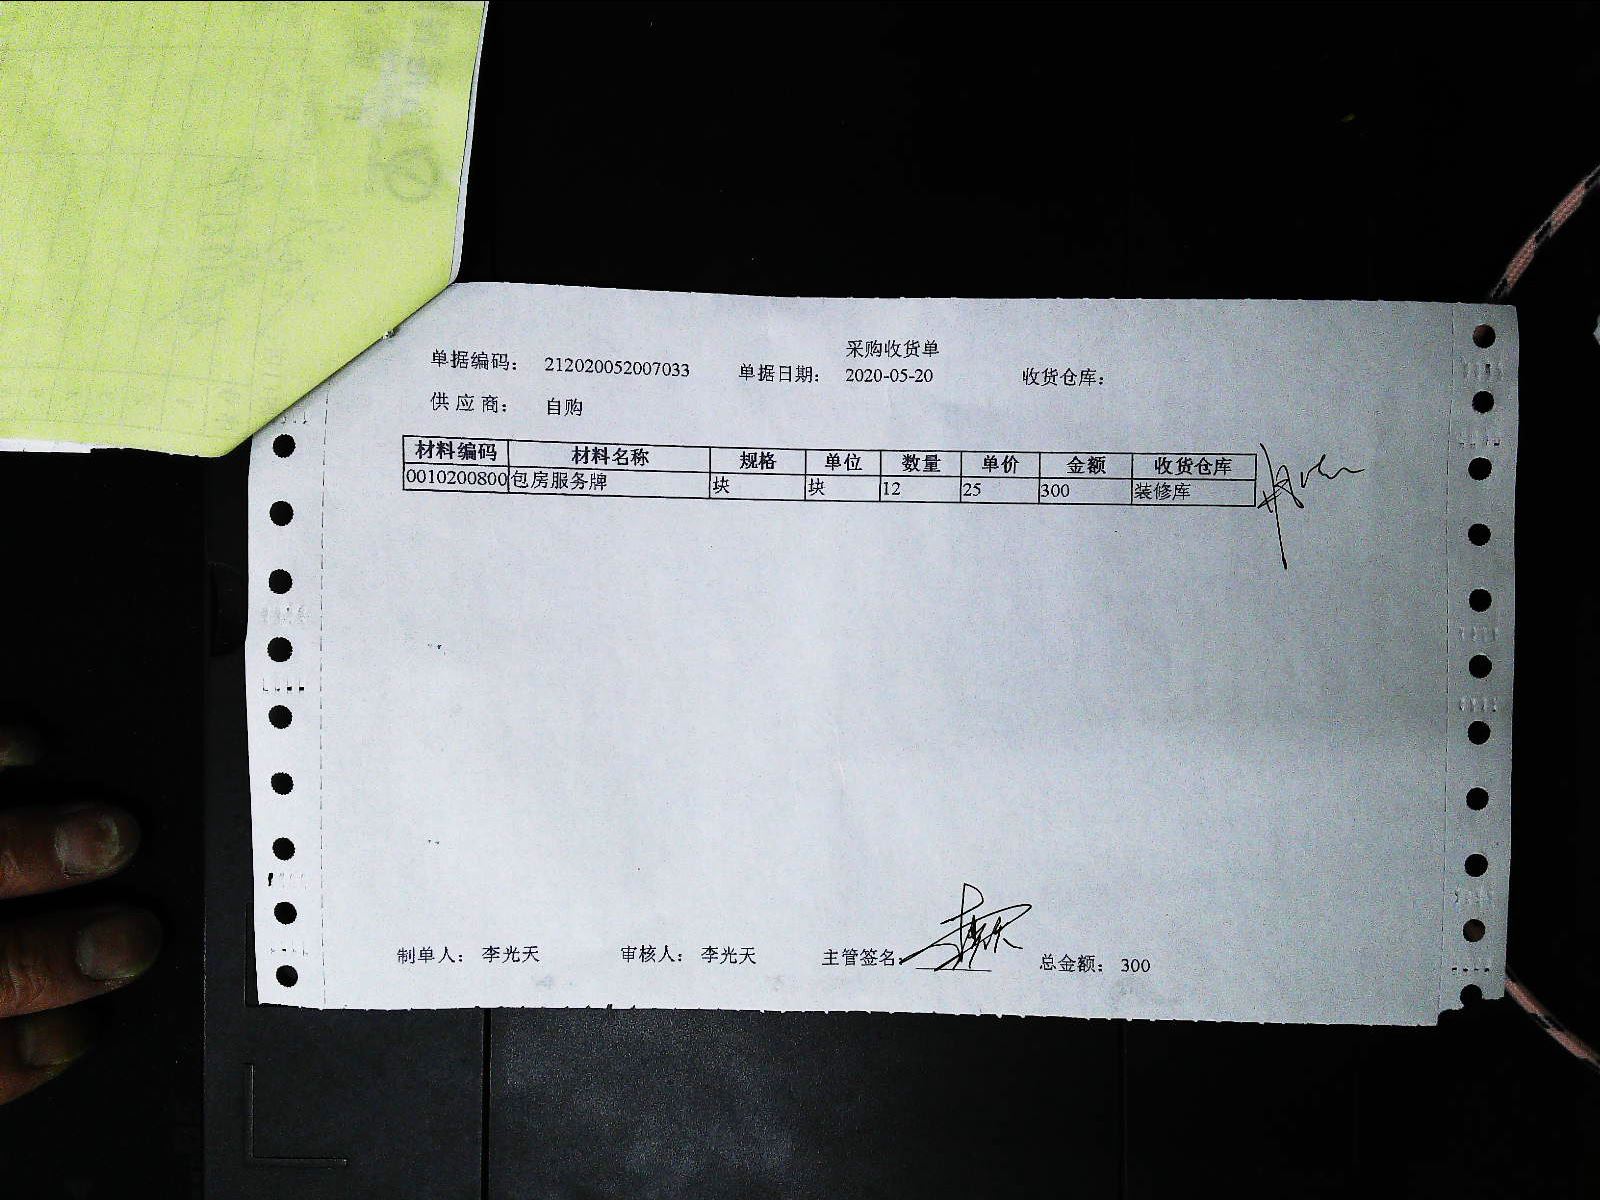 采购收货单
单据编码： 212020052007033 单据日期： 2020-05-20 收货仓库：
供应商： 自购
材料编码 材料名称 规格 单位 数量 单价 金额 收货仓库
0010200800 包房服务牌 块 块 12 25 300 装修库
制单人： 李光天 审核人： 李光天 主管签名： 总金额： 300